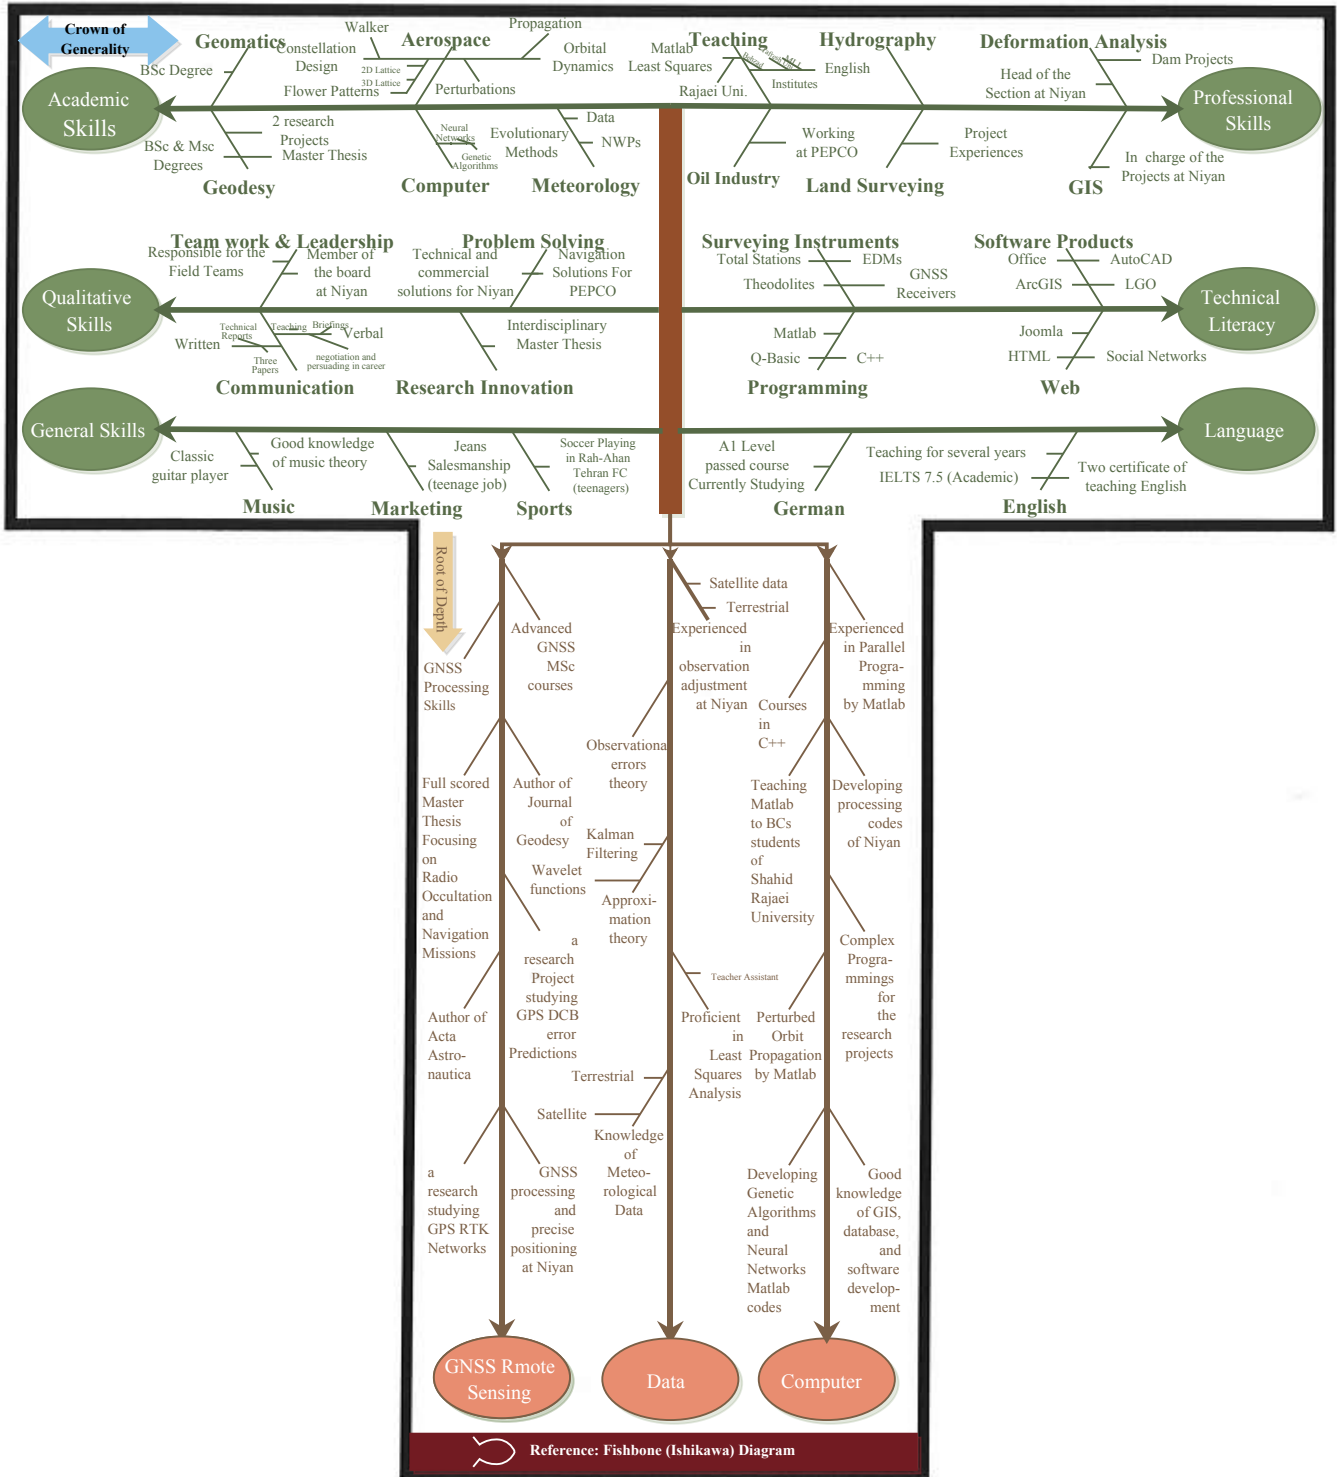 Crown of
Generality
Geomatics
BSc Degree
Walker
Constellation
Design
Aerospace
Propagation
2D Lattice
3D Lattice
Flower Patterns
Perturbations
Orbital
Dynamics
Teaching
Matlab
Least Squares
Rajaei Uni.
Behzad
MLI
English
Institutes
Hydrography
Deformation Analysis
Dam Projects
Head of the
Section at Niyan
Academic
Skills
Professional
Skills
2 research
Projects
BSc & Msc
Degrees
Master Thesis
Geodesy
Neural
Networks
Genetic
Algorithms
Computer
Evolutionary
Methods
Data
NWPs
Meteorology
Working
at PEPCO
Oil Industry
Project
Experiences
Land Surveying
In charge of the
Projects at Niyan
GIS
Team work & Leadership
Responsible for the
Field Teams
Member of
the board
at Niyan
Problem Solving
Technical and
commercial
solutions for Niyan
Navigation
Solutions For
PEPCO
Surveying Instruments
Total Stations
EDMs
Theodolites
GNSS
Receivers
Software Products
Office
AutoCAD
ArcGIS
LGO
Qualitative
Skills
Technical
Literacy
Technical
Reports
Written
Three
Papers
Teaching
Briefings
Verbal
negotiation and
persuading in career
Communication
Interdisciplinary
Master Thesis
Research Innovation
Matlab
Q-Basic
C++
Programming
Joomla
HTML
Social Networks
Web
General Skills
Language
Classic
guitar player
Good knowledge
of music theory
Music
Jeans
Salesmanship
(teenage job)
Marketing
Soccer Playing
in Rah-Ahan
Tehran FC
(teenagers)
Sports
A1 Level
passed course
Currently Studying
German
Teaching for several years
IELTS 7.5 (Academic)
Two certificate of
teaching English
English
Root of Depth
GNSS
Processing
Skills
Advanced
GNSS
MSc
courses
Full scored
Master
Thesis
Focusing
on
Radio
Occultation
and
Navigation
Missions
Author of
Journal
of
Geodesy
a
research
Project
studying
GPS DCB
error
Predictions
Author of
Acta
Astro-
nautica
a
research
studying
GPS RTK
Networks
GNSS
processing
and
precise
positioning
at Niyan
Satellite data
Terrestrial
Experienced
in
observation
adjustment
at Niyan
Observationa
errors
theory
Kalman
Filtering
Wavelet
functions
Approxi-
mation
theory
Teacher Assistant
Proficient
in
Least
Squares
Analysis
Terrestrial
Satellite
Knowledge
of
Meteo-
rological
Data
Experienced
in Parallel
Progra-
mming
by Matlab
Courses
in
C++
Teaching
Matlab
to BCs
students
of
Shahid
Rajaei
University
Developing
processing
codes
of Niyan
Complex
Progra-
mmings
for
the
research
projects
Perturbed
Orbit
Propagation
by Matlab
Developing
Genetic
Algorithms
and
Neural
Networks
Matlab
codes
Good
knowledge
of GIS,
database,
and
software
develop-
ment
GNSS Rmote
Sensing
Data
Computer
Reference: Fishbone (Ishikawa) Diagram